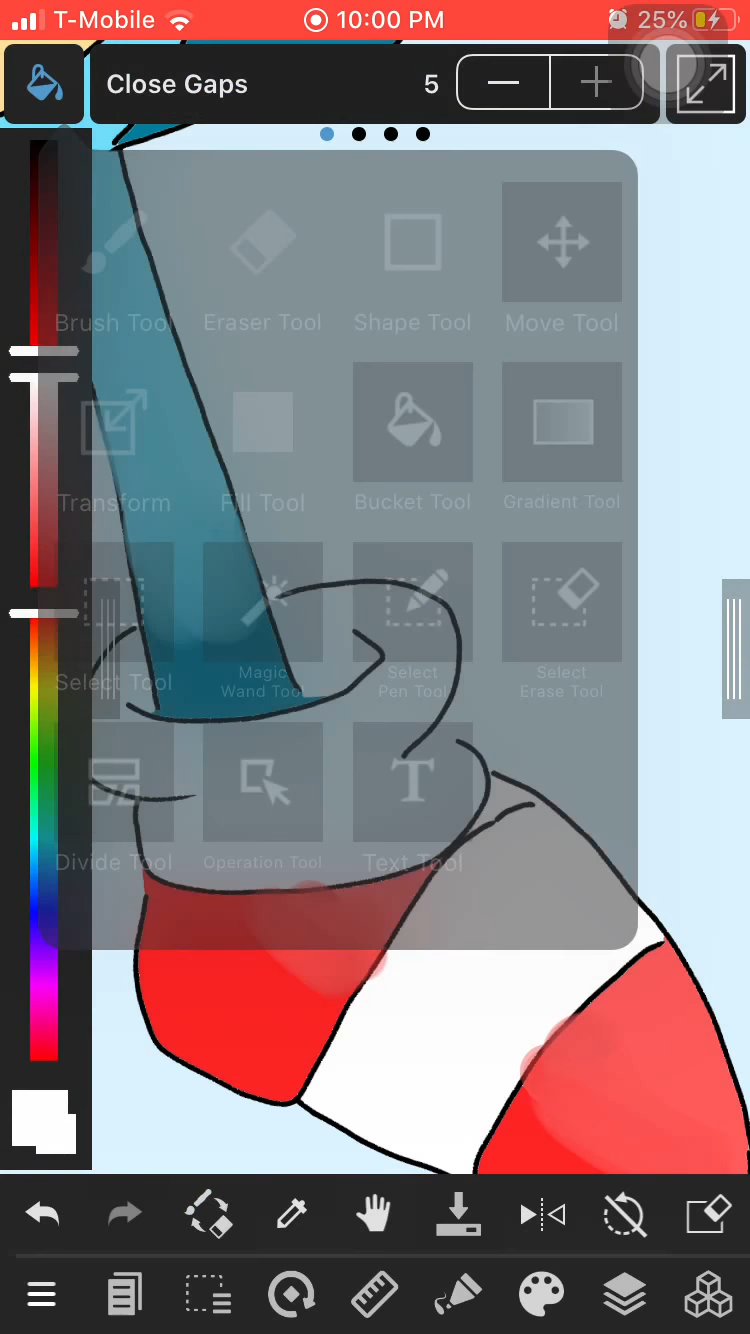 T-Mobile 10:00 PM 25%
Close Gaps 5
Brush Tool Eraser Tool Shape Tool Move Tool
Transform Fill Tool Bucket Tool Gradient Tool
Select Tool Magic Wand Tool Select Pen Tool Select Erase Tool
Divide Tool Operation Tool Text Tool